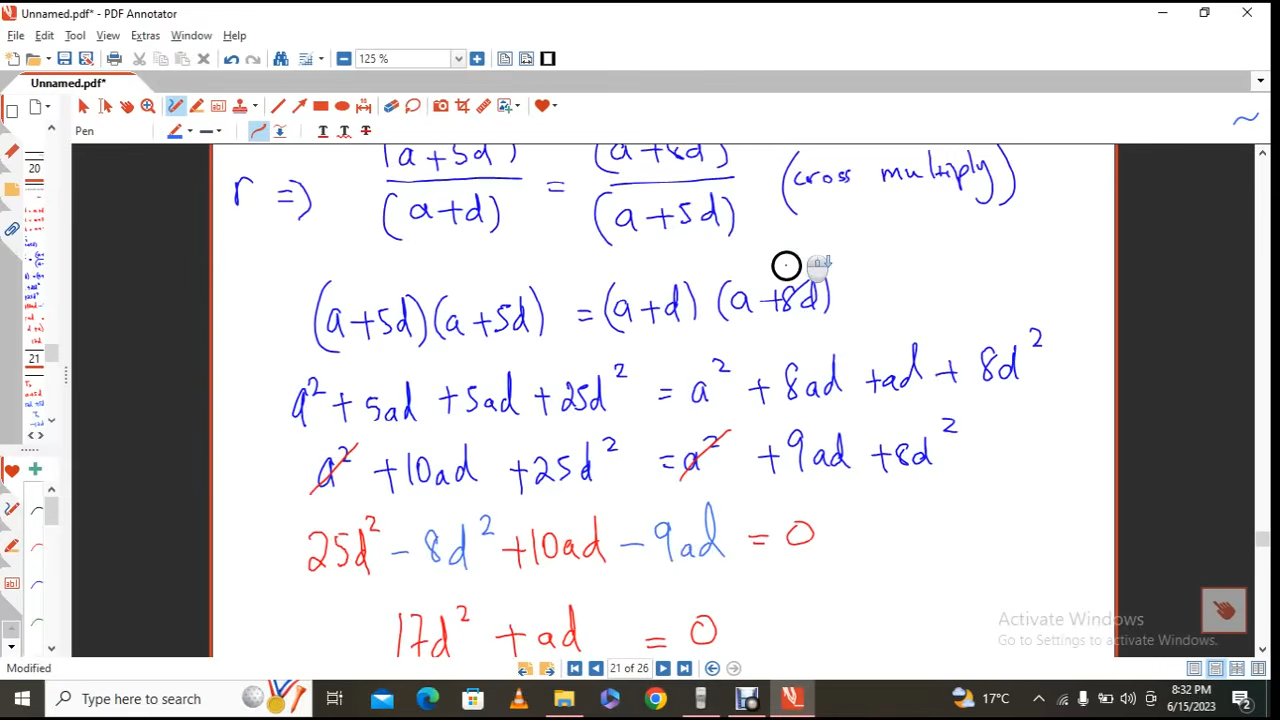 Unnamed.pdf* - PDF Annotator
File Edit Tool View Extras Window Help
125 %
Unnamed.pdf*
Pen
T T T
20
21
r => (a+5d)/(a+d) = (a+8d)/(a+5d) (cross multiply)
(a+5d)(a+5d) = (a+d) (a+8d)
a² + 5ad + 5ad + 25d² = a² + 8ad + ad + 8d²
a² + 10ad + 25d² = a² + 9ad + 8d²
25d² - 8d² + 10ad - 9ad = 0
17d² + ad = 0
Activate Windows
Go to Settings to activate Windows.
Modified
21 of 26
Type here to search
17°C
8:32 PM
6/15/2023
2